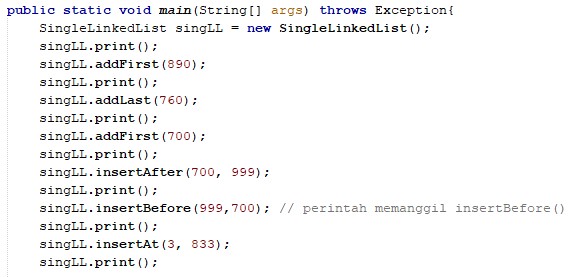 public static void main(String[] args) throws Exception{
SingleLinkedList singLL = new SingleLinkedList();
singLL.print();
singLL.addFirst(890);
singLL.print();
singLL.addLast(760);
singLL.print();
singLL.addFirst(700);
singLL.print();
singLL.insertAfter(700, 999);
singLL.print();
singLL.insertBefore(999,700); // perintah memanggil insertBefore()
singLL.print();
singLL.insertAt(3, 833);
singLL.print();